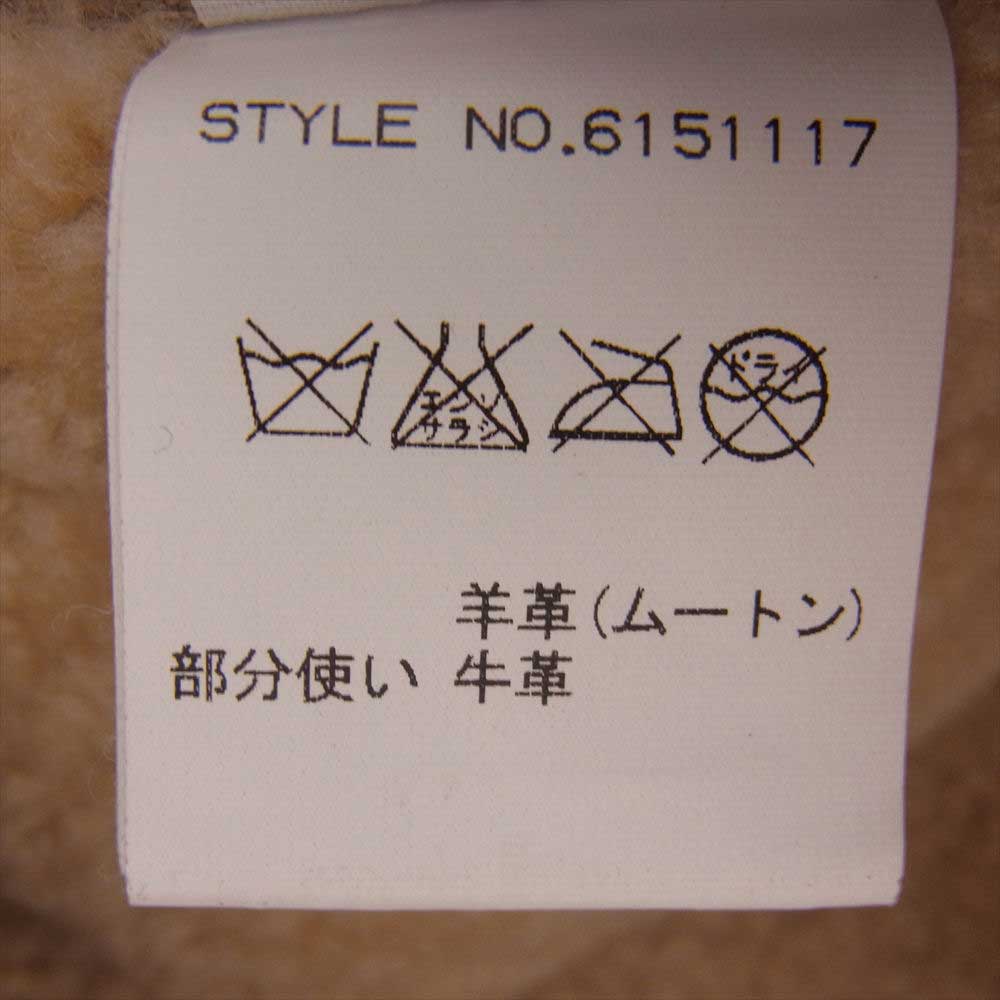 STYLE NO.6151117
エンソ
サラシ
ドライ
羊革(ムートン)
部分使い 牛革